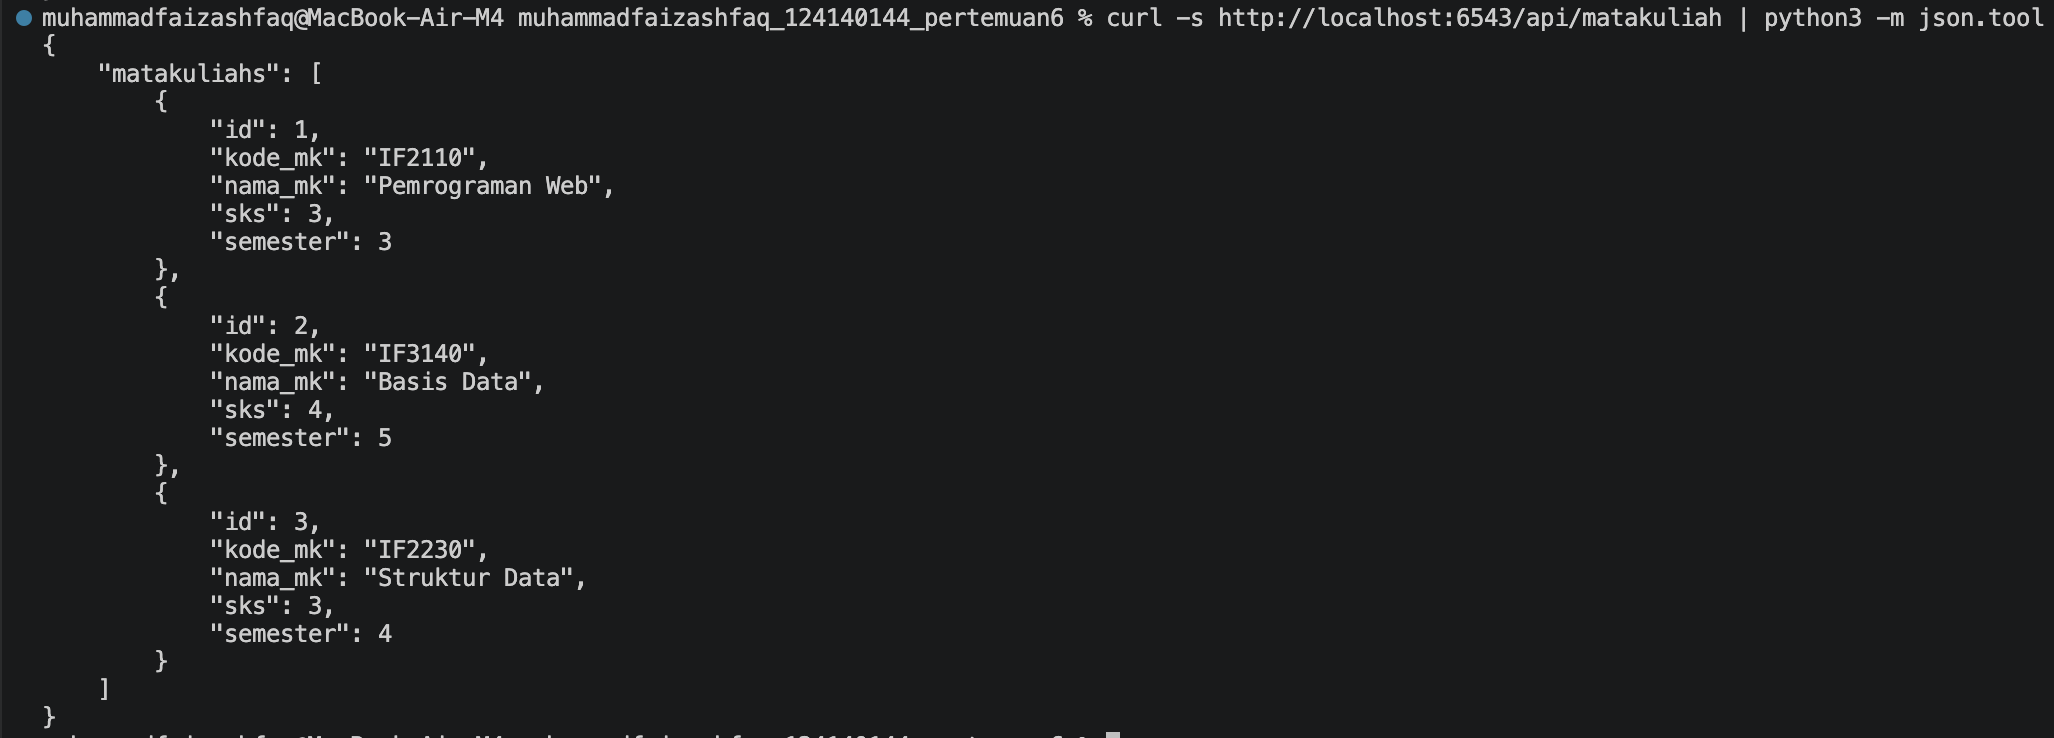 muhammadfaizashfaq@MacBook-Air-M4 muhammadfaizashfaq_124140144_pertemuan6 % curl -s http://localhost:6543/api/matakuliah | python3 -m json.tool
{
    "matakuliahs": [
        {
            "id": 1,
            "kode_mk": "IF2110",
            "nama_mk": "Pemrograman Web",
            "sks": 3,
            "semester": 3
        },
        {
            "id": 2,
            "kode_mk": "IF3140",
            "nama_mk": "Basis Data",
            "sks": 4,
            "semester": 5
        },
        {
            "id": 3,
            "kode_mk": "IF2230",
            "nama_mk": "Struktur Data",
            "sks": 3,
            "semester": 4
        }
    ]
}